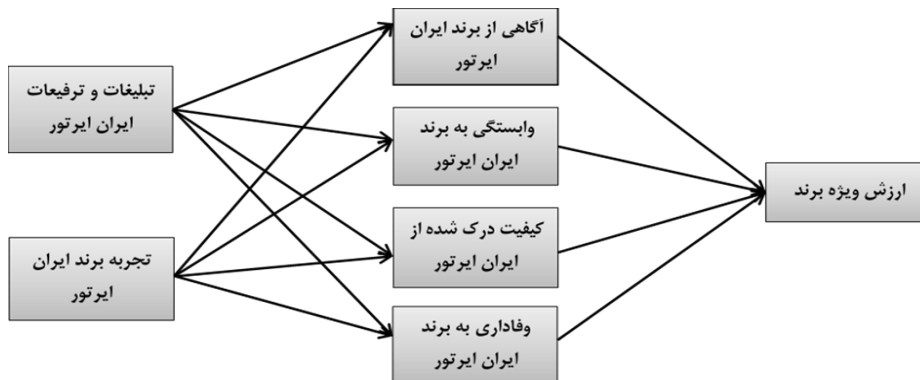 آگاهی از برند ایران
ایرتور
تبلیغات و ترفیعات
ایران ایرتور
وابستگی به برند
ایران ایرتور
ارزش ویژه برند
کیفیت درک شده از
ایران ایرتور
تجربه برند ایران
ایرتور
وفاداری به برند
ایران ایرتور